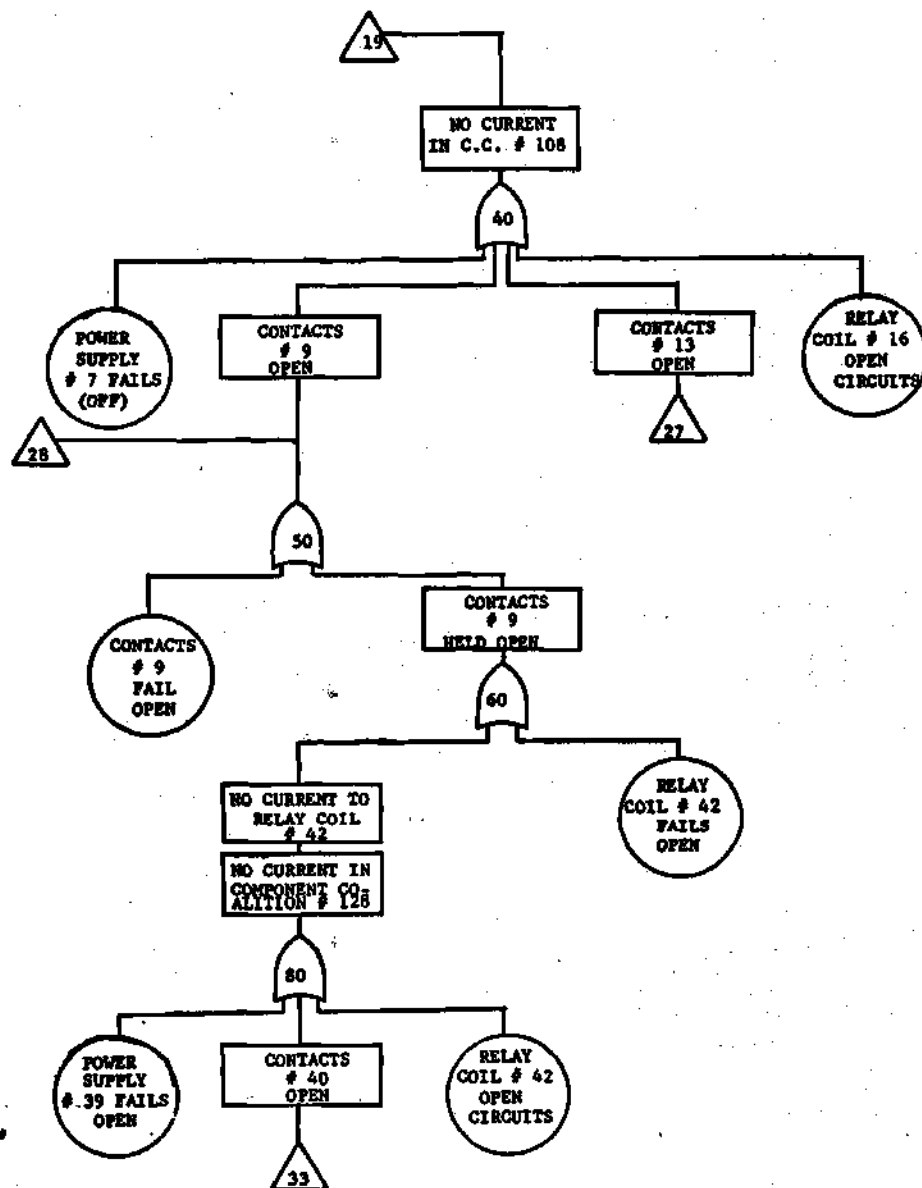 19
NO CURRENT
IN C.C. # 108
40
POWER
SUPPLY
# 7 FAILS
(OFF)
CONTACTS
# 9
OPEN
CONTACTS
# 13
OPEN
RELAY
COIL # 16
OPEN
CIRCUITS
28
27
50
CONTACTS
# 9
FAIL
OPEN
CONTACTS
# 9
HELD OPEN
60
NO CURRENT TO
RELAY COIL
# 42
RELAY
COIL # 42
FAILS
OPEN
NO CURRENT IN
COMPONENT CO-
ALITION # 128
80
POWER
SUPPLY
# 39 FAILS
OPEN
CONTACTS
# 40
OPEN
RELAY
COIL # 42
OPEN
CIRCUITS
33